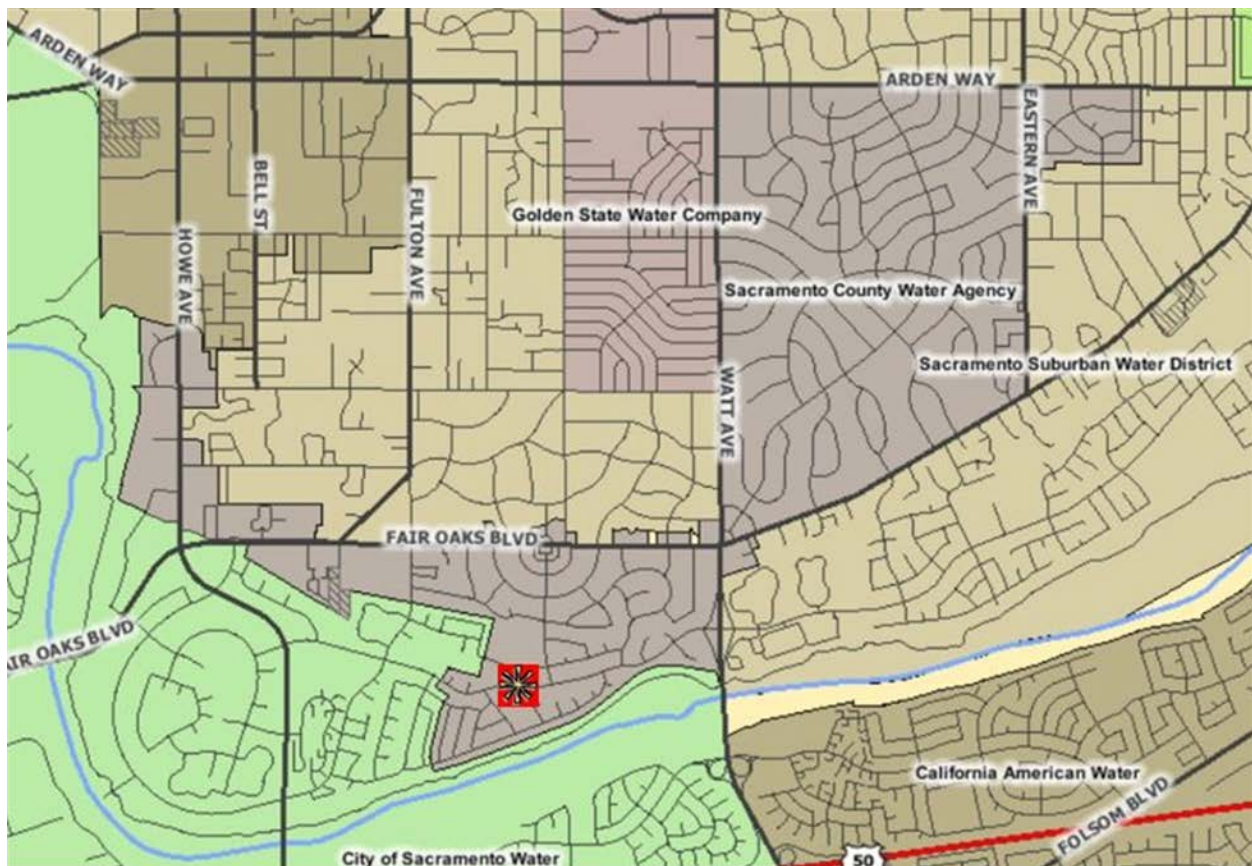 ARDEN WAY
ARDEN WAY
EASTERN AVE
BELL ST
FULTON AVE
HOWE AVE
Golden State Water Company
Sacramento County Water Agency
Sacramento Suburban Water District
WATT AVE
FAIR OAKS BLVD
AIR OAKS BLVD
California American Water
FOLSOM BLVD
City of Sacramento Water
50